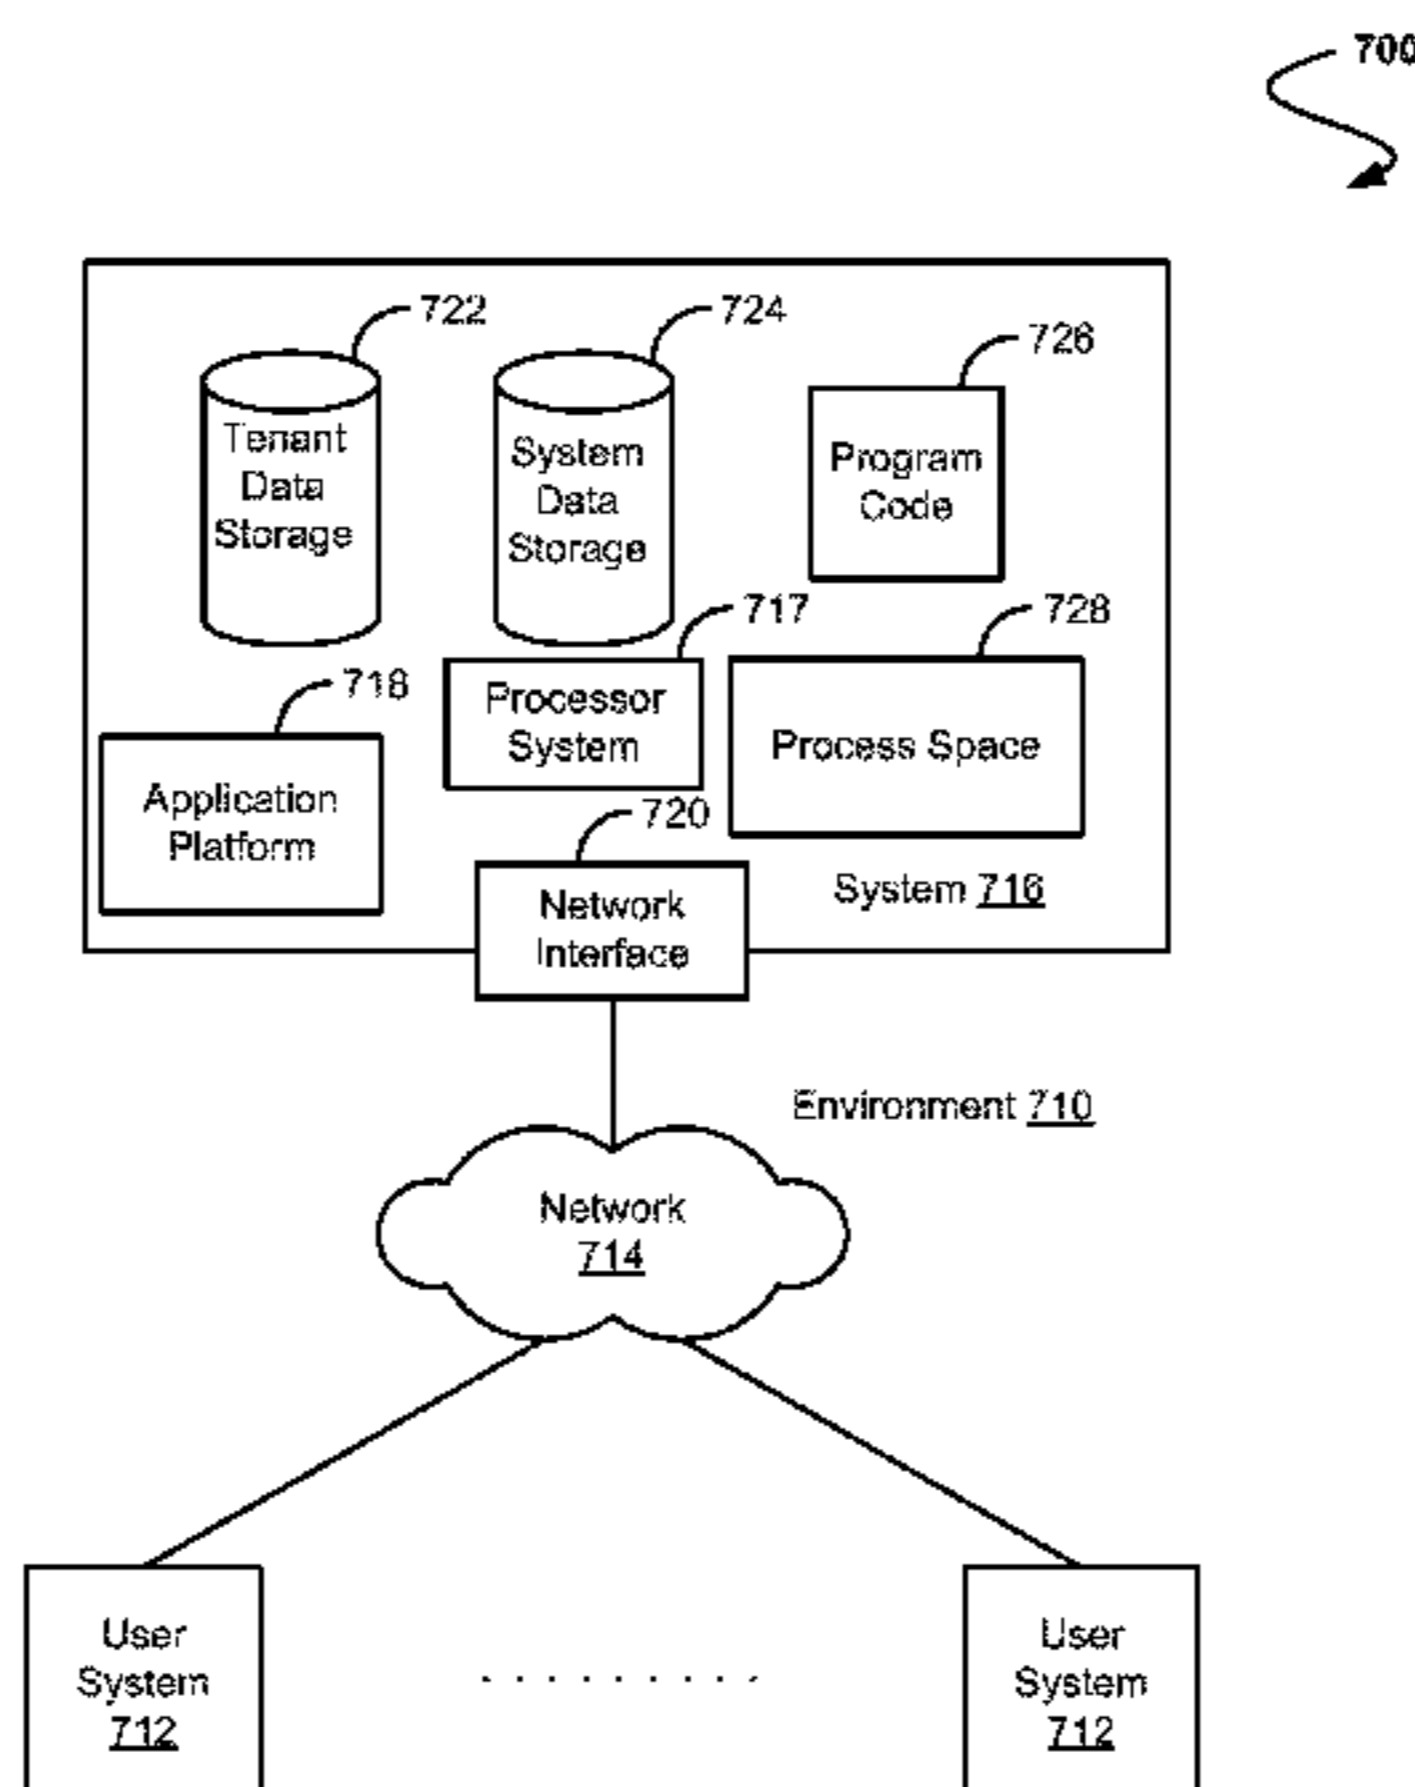 700
722
724
726
Tenant
Data
Storage
System
Data
Storage
Program
Code
717
728
718
Processor
System
Process Space
Application
Platform
720
System 716
Network
Interface
Environment 710
Network
714
User
System
712
. . . . . . . . .
User
System
712